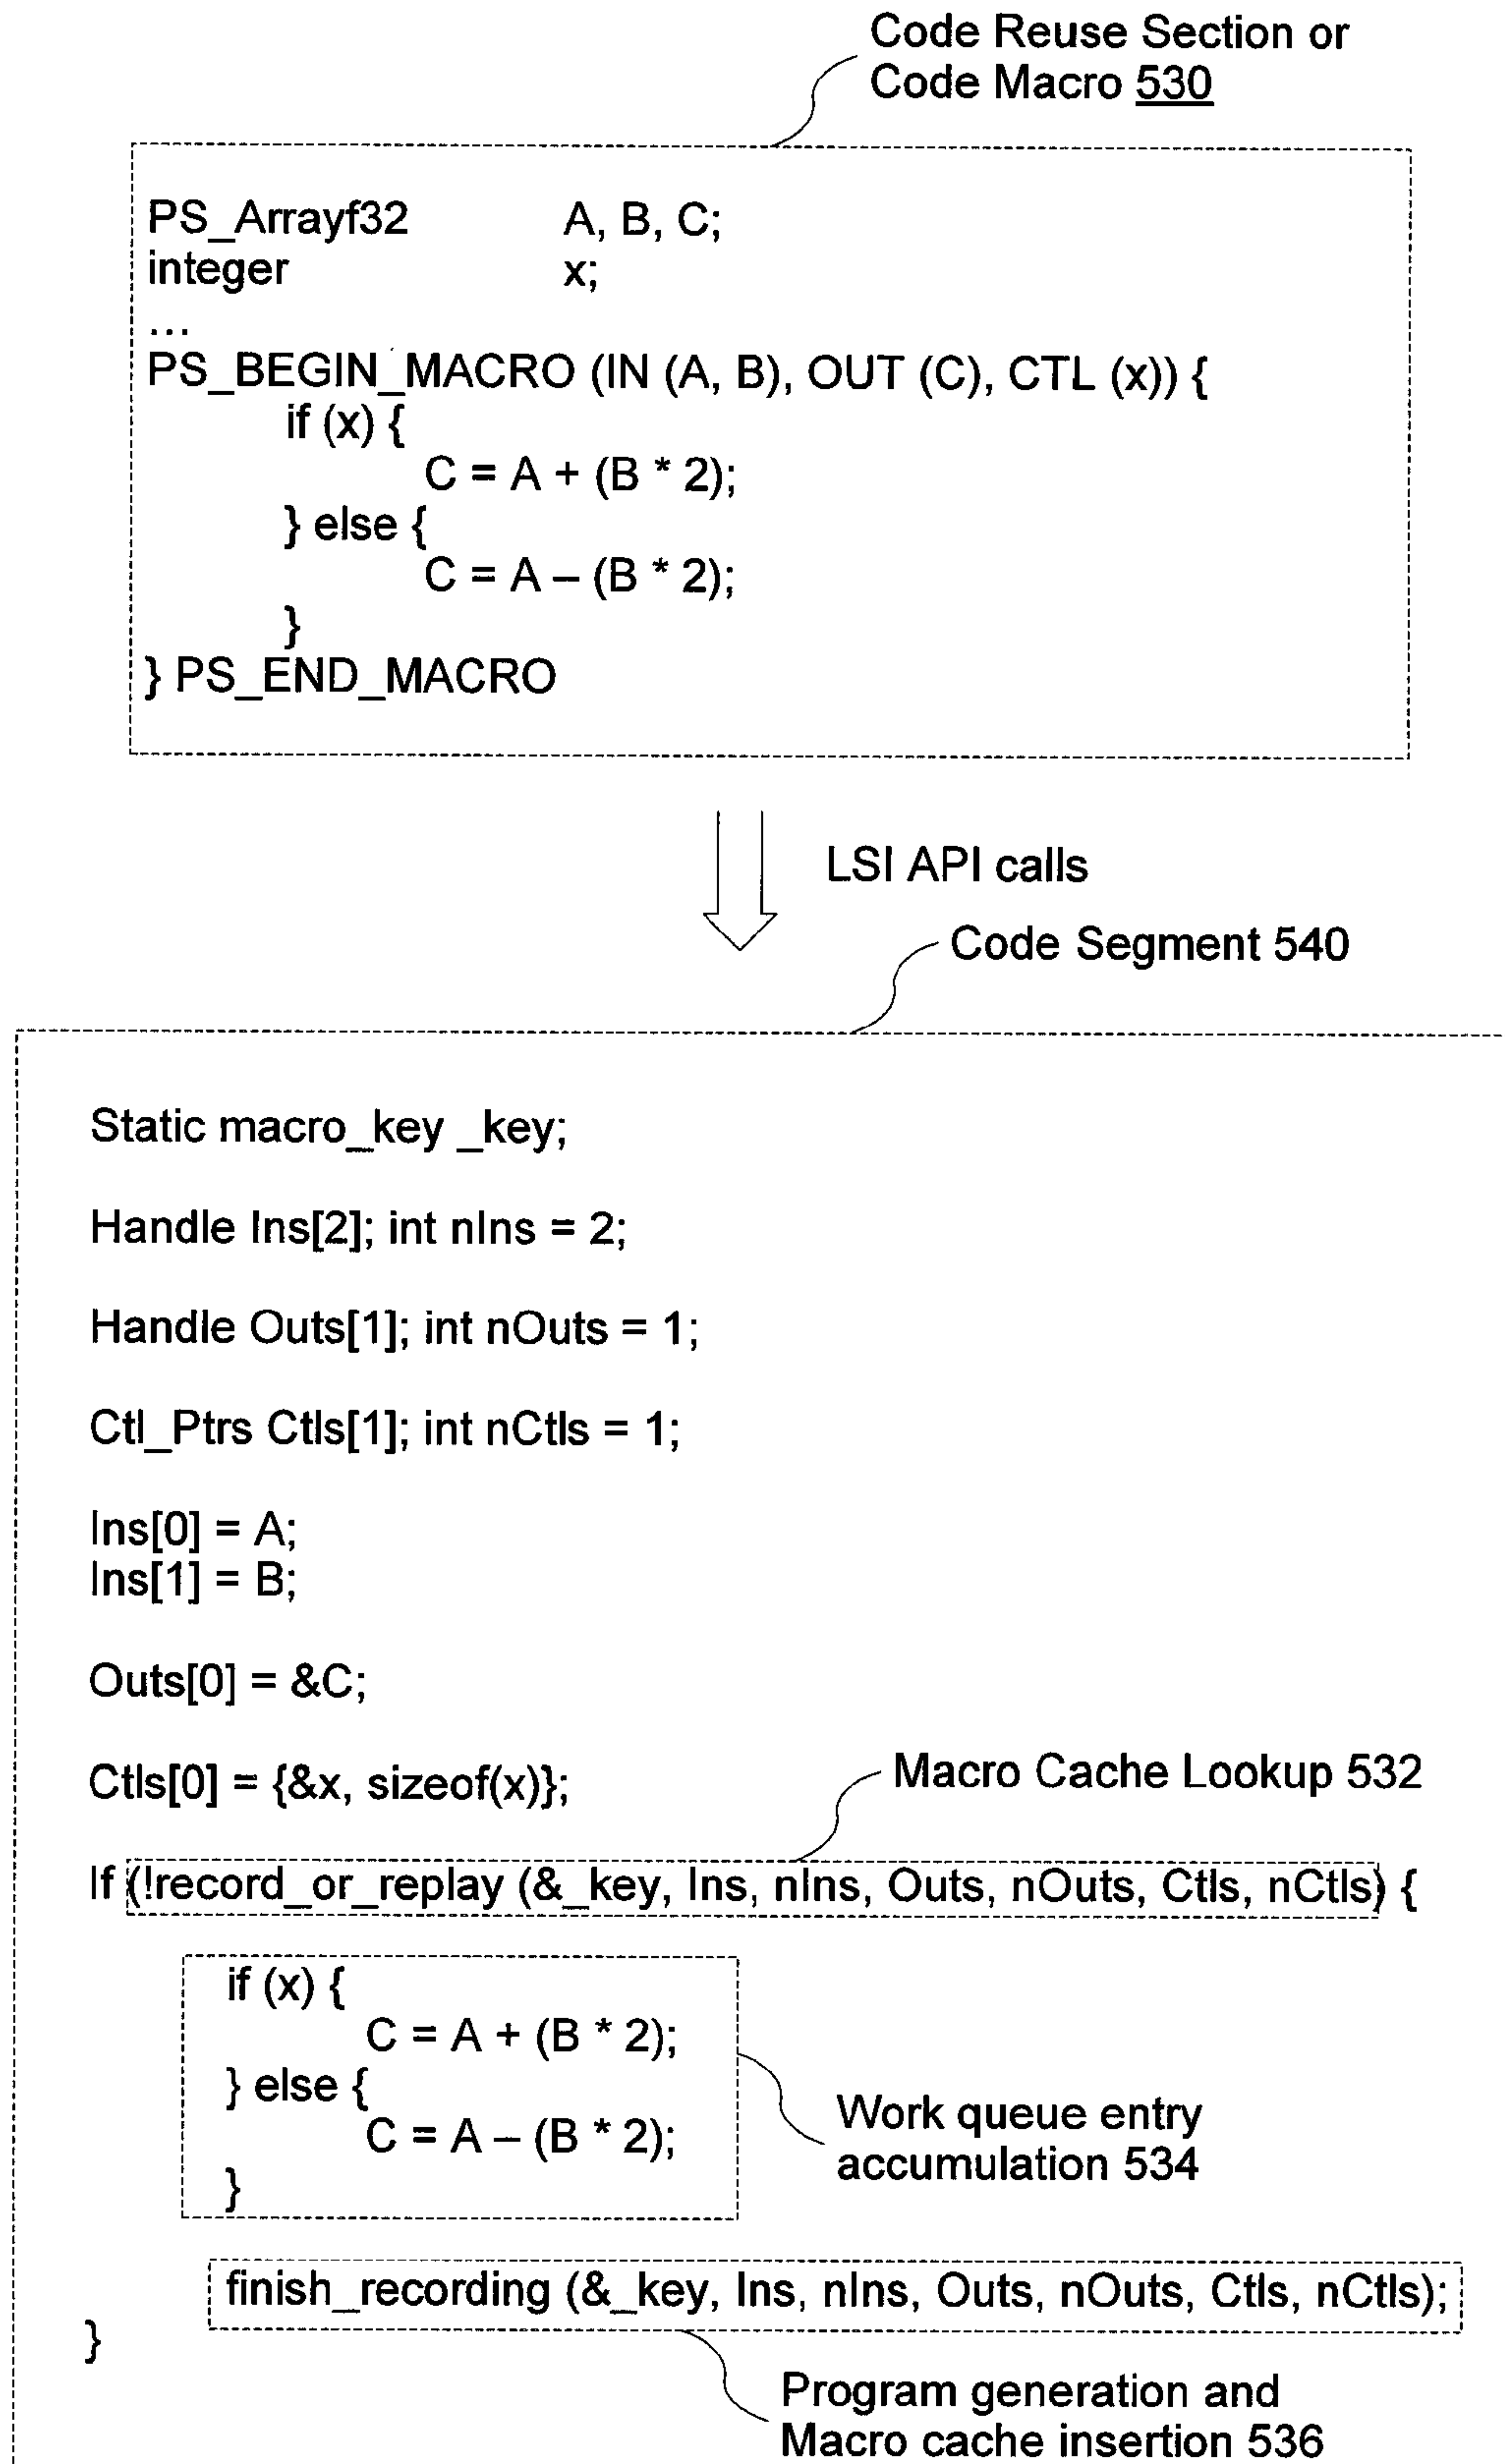 Code Reuse Section or
Code Macro 530
PS_Arrayf32 A, B, C;
integer x;
...
PS_BEGIN_MACRO (IN (A, B), OUT (C), CTL (x)) {
if (x) {
C = A + (B * 2);
} else {
C = A – (B * 2);
}
} PS_END_MACRO
LSI API calls
Code Segment 540
Static macro_key _key;
Handle Ins[2]; int nIns = 2;
Handle Outs[1]; int nOuts = 1;
Ctl_Ptrs Ctls[1]; int nCtls = 1;
Ins[0] = A;
Ins[1] = B;
Outs[0] = &C;
Ctls[0] = {&x, sizeof(x)};
Macro Cache Lookup 532
If (!record_or_replay (&_key, Ins, nIns, Outs, nOuts, Ctls, nCtls) {
if (x) {
C = A + (B * 2);
} else {
C = A – (B * 2);
}
Work queue entry
accumulation 534
finish_recording (&_key, Ins, nIns, Outs, nOuts, Ctls, nCtls);
}
Program generation and
Macro cache insertion 536